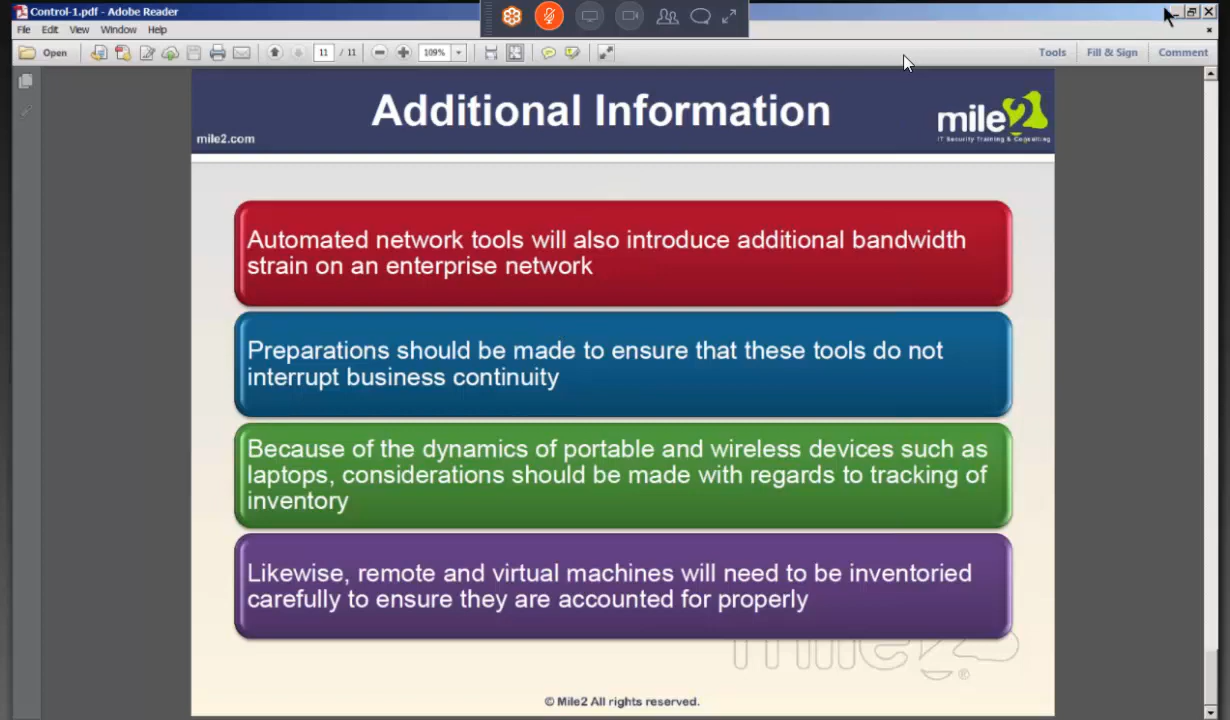 Control-1.pdf - Adobe Reader
File Edit View Window Help
Open 11 / 11 109% Tools Fill & Sign Comment
Additional Information
mile2.com
mile2
IT Security Training & Consulting
Automated network tools will also introduce additional bandwidth
strain on an enterprise network
Preparations should be made to ensure that these tools do not
interrupt business continuity
Because of the dynamics of portable and wireless devices such as
laptops, considerations should be made with regards to tracking of
inventory
Likewise, remote and virtual machines will need to be inventoried
carefully to ensure they are accounted for properly
mile2®
© Mile2 All rights reserved.